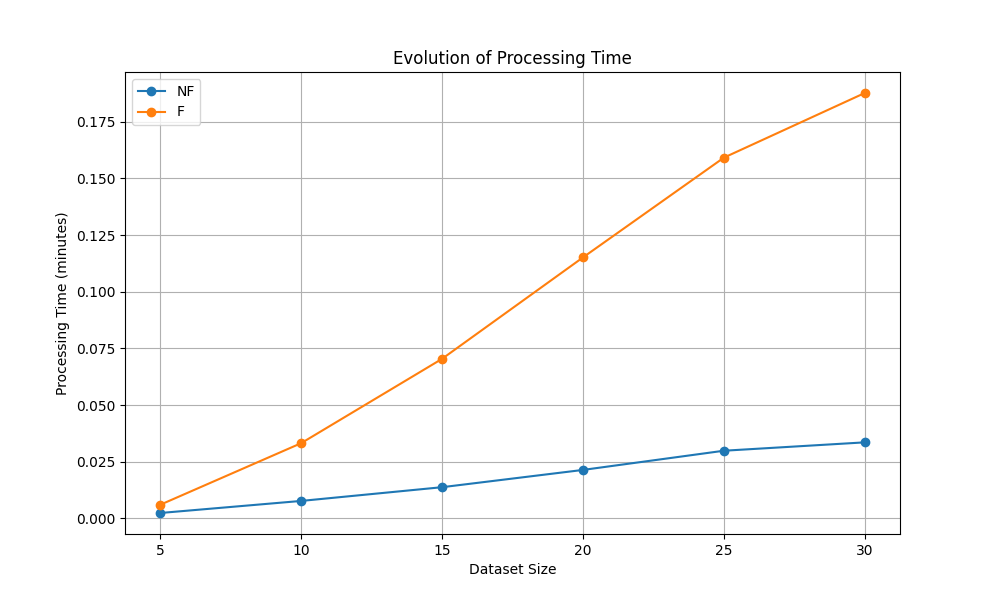 Evolution of Processing Time
NF
F
Processing Time (minutes)
0.175
0.150
0.125
0.100
0.075
0.050
0.025
0.000
5 10 15 20 25 30
Dataset Size